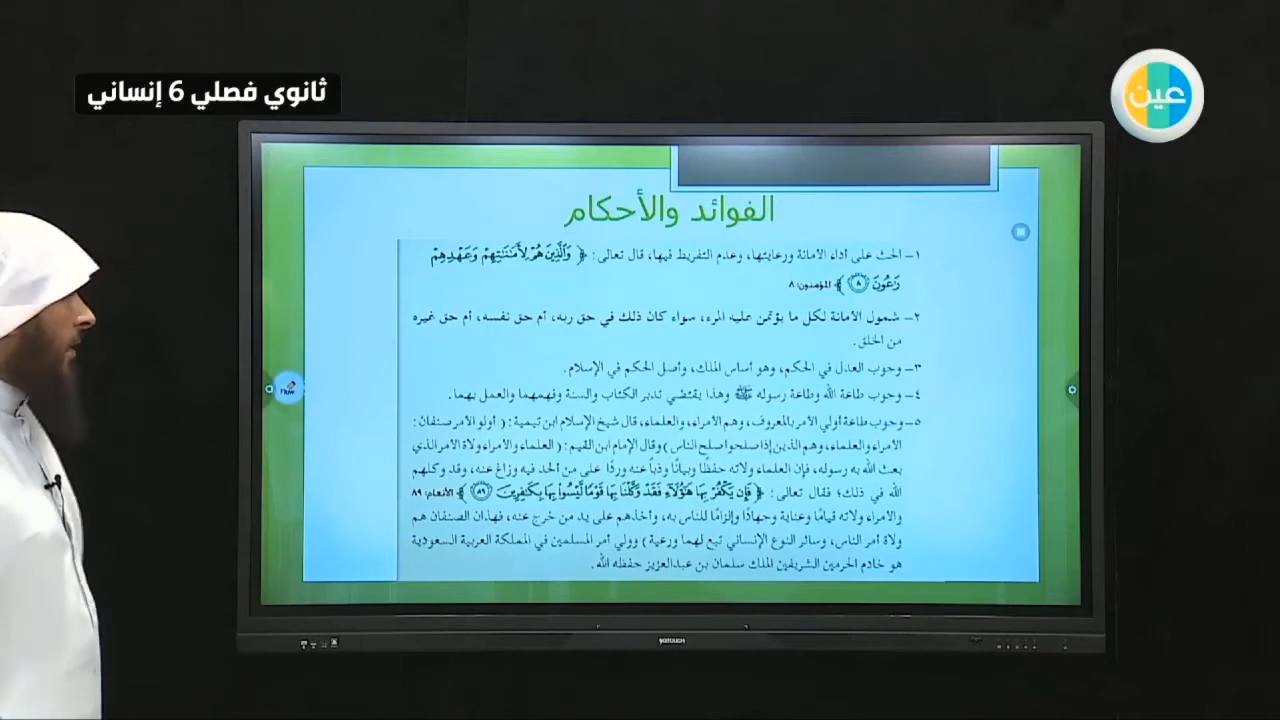 ثانوي فصلي 6 إنساني
عين
الفوائد والأحكام
١- الحث على أداء الأمانة ورعايتها، وعدم التفريط فيها، قال تعالى: ﴿ وَٱلَّذِينَ هُمْ لِأَمَٰنَٰتِهِمْ وَعَهْدِهِمْ
رَٰعُونَ ٨ ﴾ المؤمنون: ٨
٢- شمول الأمانة لكل ما يؤتمن عليه المرء، سواء كان ذلك في حق ربه، أم حق نفسه، أم حق غيره
من الخلق.
٣- وجوب العدل في الحكم، وهو أساس الملك، وأصل الحكم في الإسلام.
٤- وجوب طاعة الله وطاعة رسوله ﷺ وهذا يقتضي تدبر الكتاب والسنة وفهمهما والعمل بهما.
٥- وجوب طاعة أولي الأمر بالمعروف، وهم الأمراء، والعلماء، قال شيخ الإسلام ابن تيمية: ( أولو الأمر صنفان:
الأمراء والعلماء، وهم الذين إذا صلحوا صلح الناس ) وقال الإمام ابن القيم: ( العلماء والأمراء ولاة الأمر الذي
بعث الله به رسوله، فإن العلماء ولاته حفظًا وبيانًا وذبًا عنه وردًا على من ألحد فيه وزاغ عنه، وقد وكلهم
الله في ذلك؛ فقال تعالى: ﴿ فَإِن يَكْفُرْ بِهَا هَٰٓؤُلَآءِ فَقَدْ وَكَّلْنَا بِهَا قَوْمًا لَّيْسُوا۟ بِهَا بِكَٰفِرِينَ ٨٩ ﴾ الأنعام: ٨٩
والأمراء ولاته قيامًا وعناية وجهادًا وإلزامًا للناس به، وأخذهم على يد من خرج عنه، فهذان الصنفان هم
ولاة أمر الناس، وسائر النوع الإنساني تبع لهما ورعية ) وولي أمر المسلمين في المملكة العربية السعودية
هو خادم الحرمين الشريفين الملك سلمان بن عبدالعزيز حفظه الله.